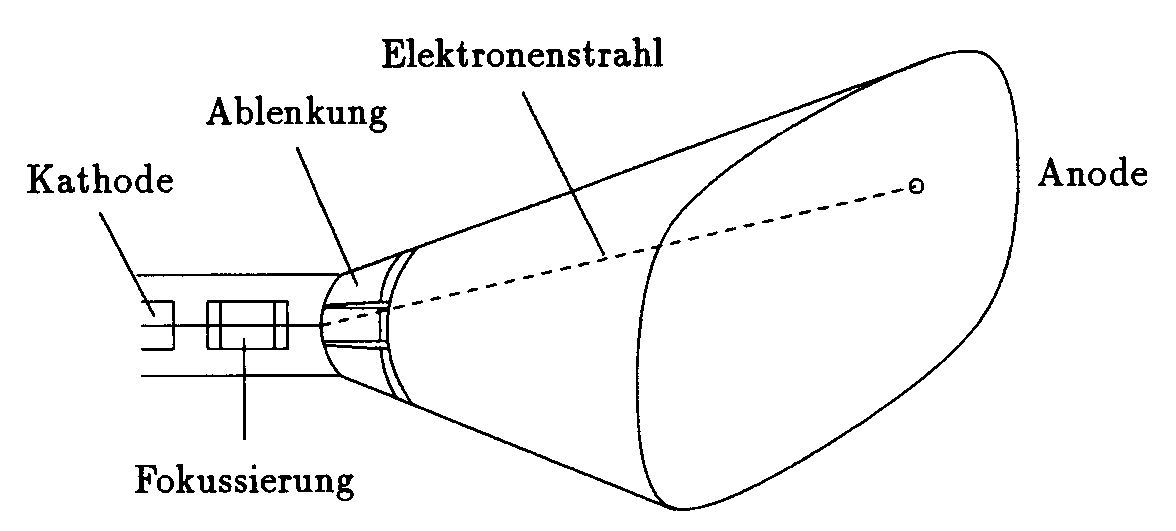 Elektronenstrahl
Ablenkung
Kathode
Anode
Fokussierung